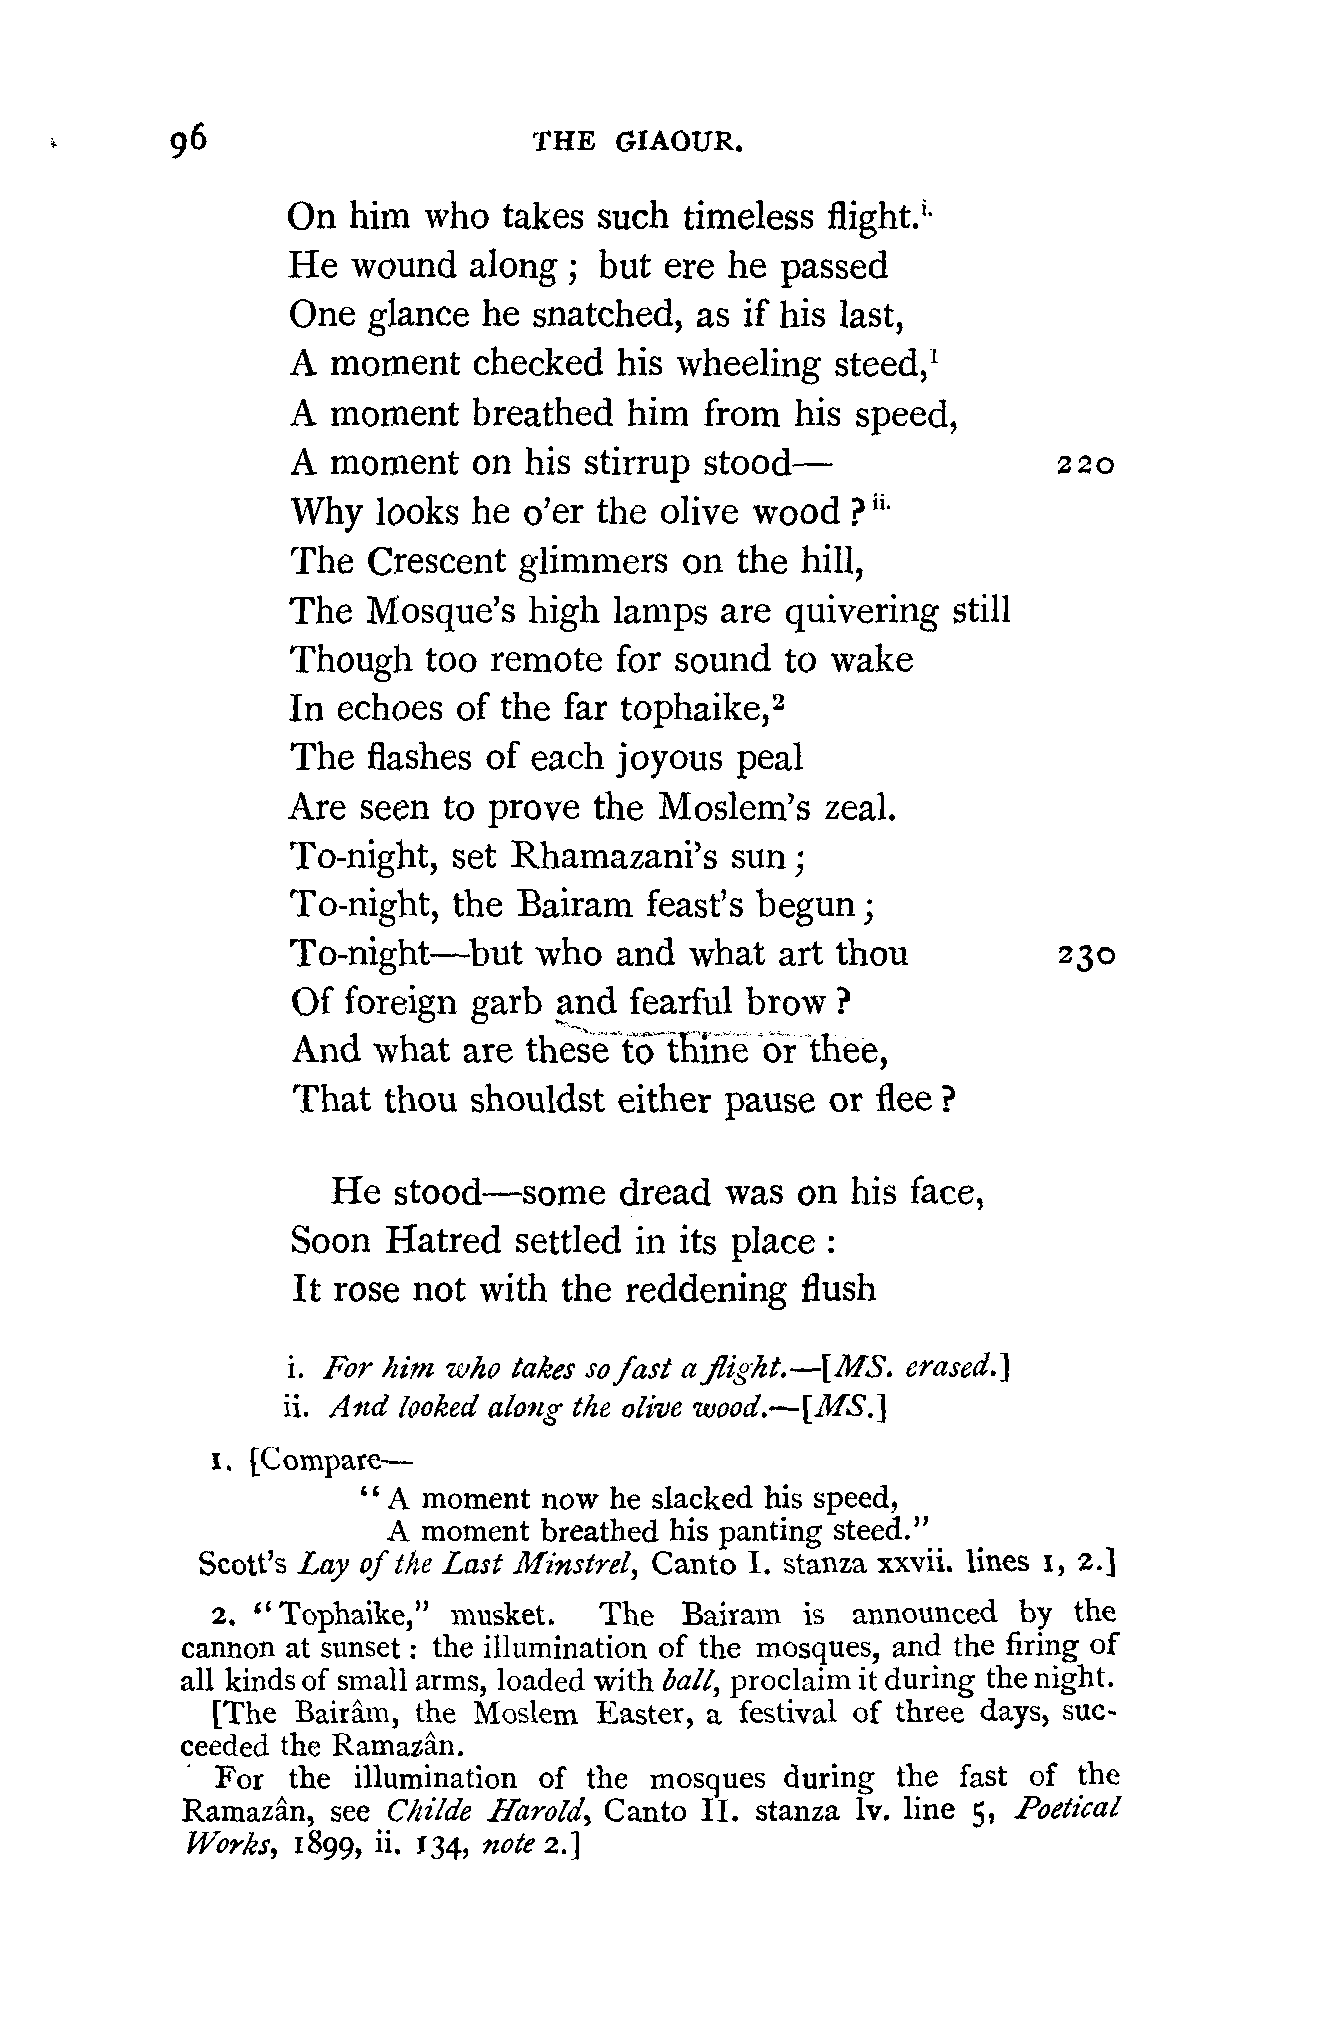 96 THE GIAOUR.
On him who takes such timeless flight.i.
He wound along ; but ere he passed
One glance he snatched, as if his last,
A moment checked his wheeling steed,1
A moment breathed him from his speed,
A moment on his stirrup stood— 220
Why looks he o'er the olive wood ? ii.
The Crescent glimmers on the hill,
The Mosque's high lamps are quivering still
Though too remote for sound to wake
In echoes of the far tophaike,2
The flashes of each joyous peal
Are seen to prove the Moslem's zeal.
To-night, set Rhamazani's sun ;
To-night, the Bairam feast's begun ;
To-night—but who and what art thou 230
Of foreign garb and fearful brow ?
And what are these to thine or thee,
That thou shouldst either pause or flee ?
He stood—some dread was on his face,
Soon Hatred settled in its place :
It rose not with the reddening flush
i. For him who takes so fast a flight.—[MS. erased.]
ii. And looked along the olive wood.—[MS.]
1. [Compare—
"A moment now he slacked his speed,
A moment breathed his panting steed."
Scott's Lay of the Last Minstrel, Canto I. stanza xxvii. lines 1, 2.]
2. "Tophaike," musket. The Bairam is announced by the
cannon at sunset : the illumination of the mosques, and the firing of
all kinds of small arms, loaded with ball, proclaim it during the night.
[The Bairâm, the Moslem Easter, a festival of three days, suc-
ceeded the Ramazân.
For the illumination of the mosques during the fast of the
Ramazân, see Childe Harold, Canto II. stanza lv. line 5, Poetical
Works, 1899, ii. 134, note 2.]